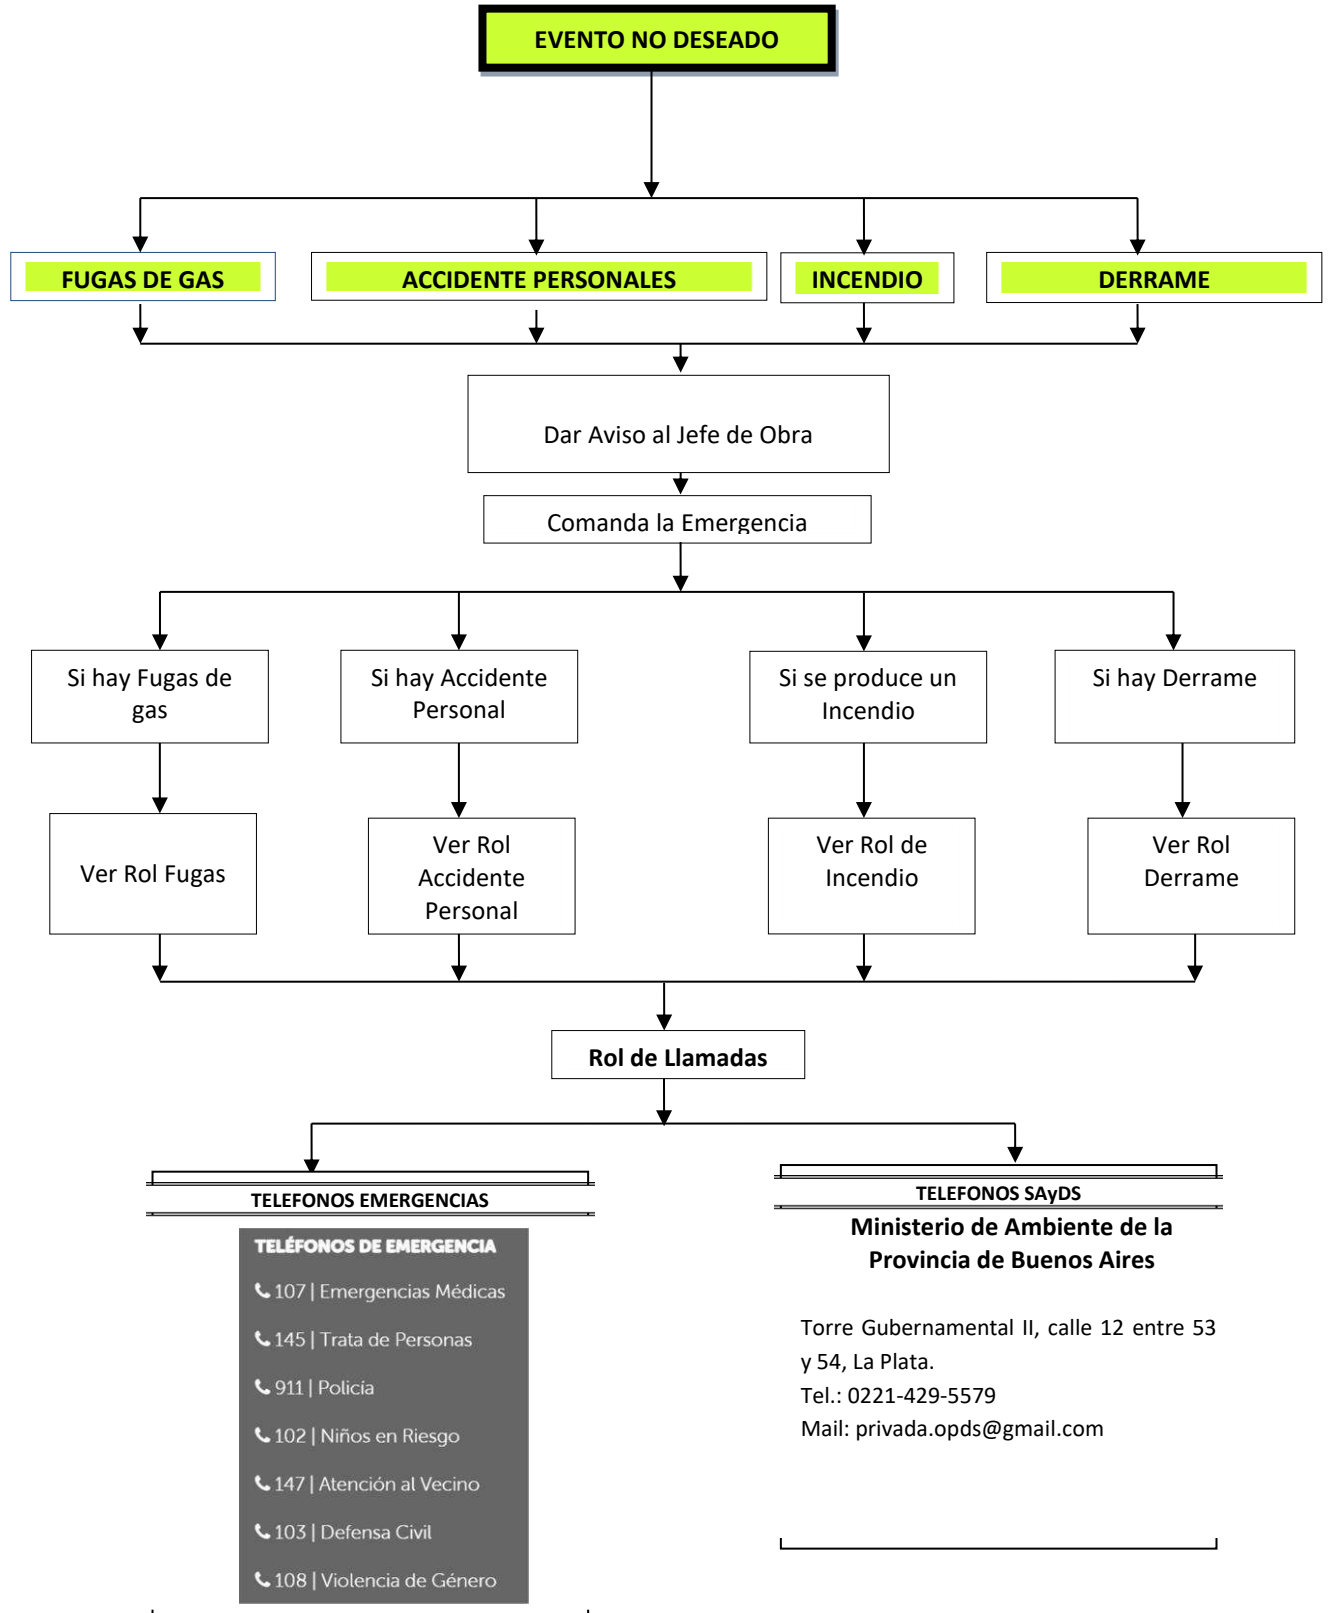 EVENTO NO DESEADO
FUGAS DE GAS
ACCIDENTE PERSONALES
INCENDIO
DERRAME
Dar Aviso al Jefe de Obra
Comanda la Emergencia
Si hay Fugas de
gas
Si hay Accidente
Personal
Si se produce un
Incendio
Si hay Derrame
Ver Rol Fugas
Ver Rol
Accidente
Personal
Ver Rol de
Incendio
Ver Rol
Derrame
Rol de Llamadas
TELEFONOS EMERGENCIAS
TELÉFONOS DE EMERGENCIA
107 | Emergencias Médicas
145 | Trata de Personas
911 | Policía
102 | Niños en Riesgo
147 | Atención al Vecino
103 | Defensa Civil
108 | Violencia de Género
TELEFONOS SAyDS
Ministerio de Ambiente de la
Provincia de Buenos Aires
Torre Gubernamental II, calle 12 entre 53
y 54, La Plata.
Tel.: 0221-429-5579
Mail: privada.opds@gmail.com